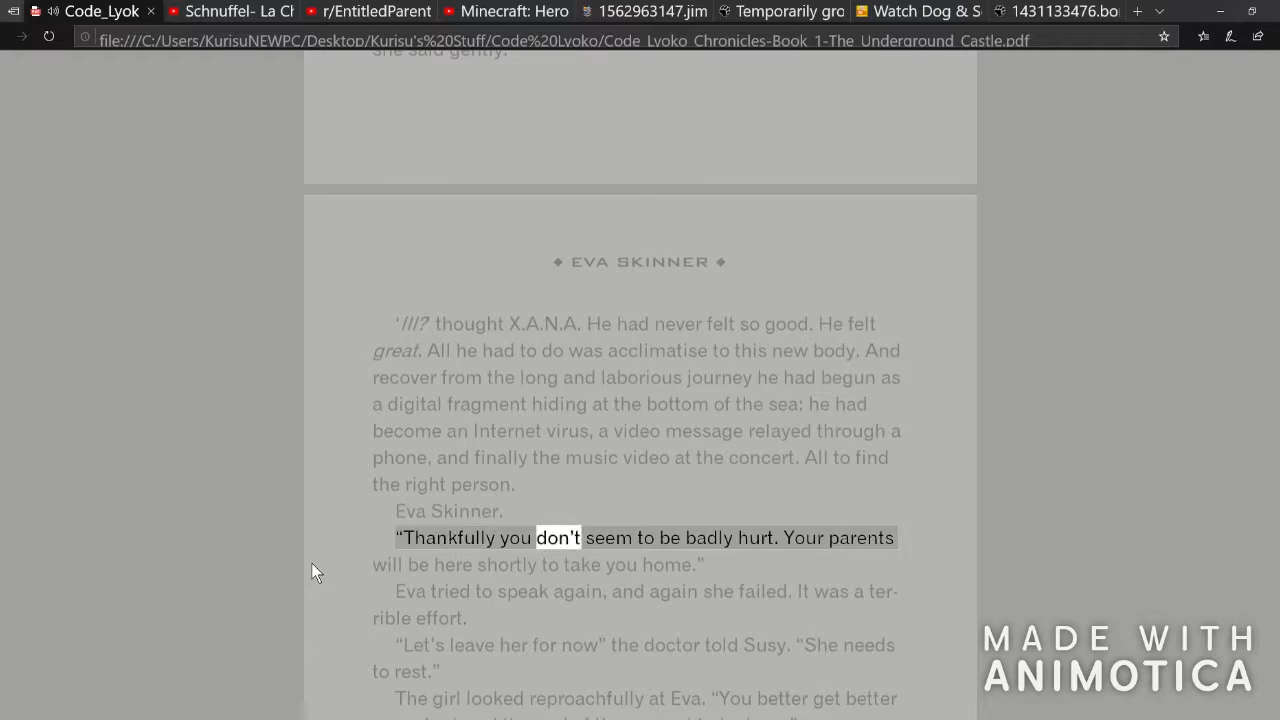 Code_Lyok
Schnuffel- La Ch
r/EntitledParent
Minecraft: Hero
1562963147.jim
Temporarily gro
Watch Dog & S
1431133476.bo
file:///C:/Users/KurisuNEWPC/Desktop/Kurisu's%20Stuff/Code%20Lyoko/Code_Lyoko_Chronicles-Book_1-The_Underground_Castle.pdf
she said gently.
◆ EVA SKINNER ◆
‘///?’ thought X.A.N.A. He had never felt so good. He felt
great. All he had to do was acclimatise to this new body. And
recover from the long and laborious journey he had begun as
a digital fragment hiding at the bottom of the sea: he had
become an Internet virus, a video message relayed through a
phone, and finally the music video at the concert. All to find
the right person.
Eva Skinner.
“Thankfully you don’t seem to be badly hurt. Your parents
will be here shortly to take you home.”
Eva tried to speak again, and again she failed. It was a ter-
rible effort.
“Let's leave her for now” the doctor told Susy. “She needs
to rest.”
The girl looked reproachfully at Eva. “You better get better
MADE WITH
ANIMOTICA